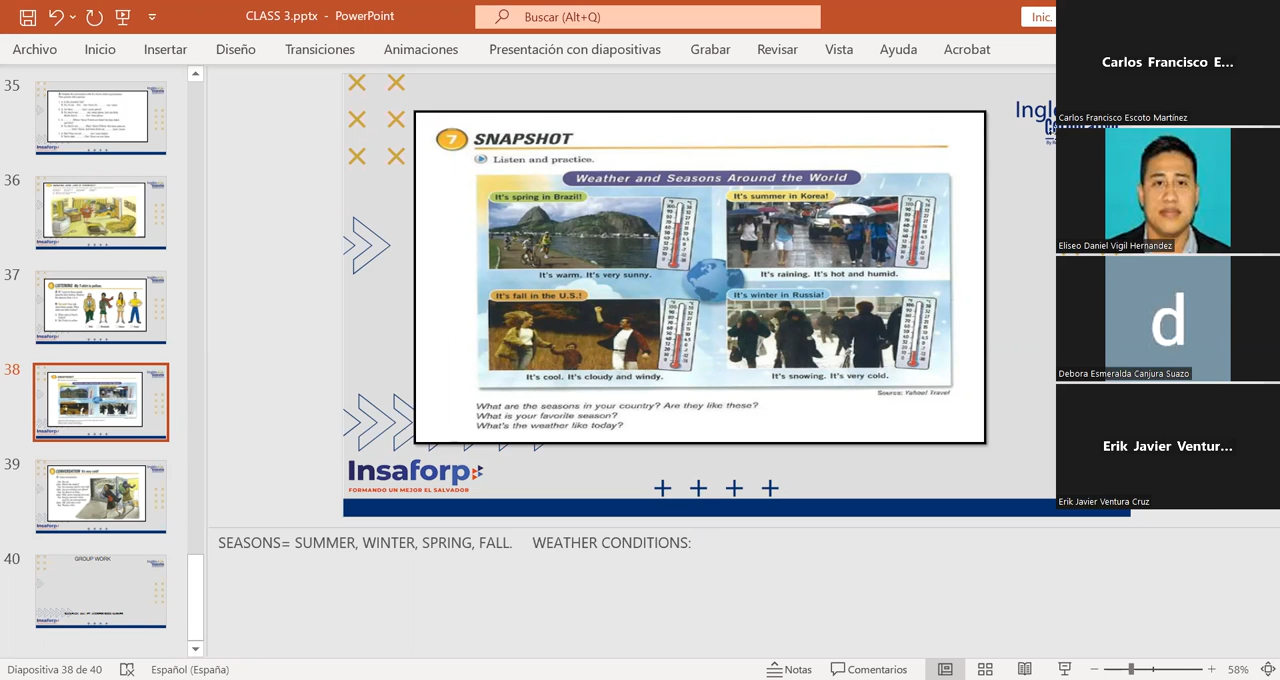 CLASS 3.pptx - PowerPoint
Buscar (Alt+Q)
Inic.
Archivo Inicio Insertar Diseño Transiciones Animaciones Presentación con diapositivas Grabar Revisar Vista Ayuda Acrobat
35
36
37
38
39
40
GROUP WORK
7 SNAPSHOT
Listen and practice.
Weather and Seasons Around the World
It's spring in Brazil!
It's summer in Korea!
It's warm. It's very sunny.
It's raining. It's hot and humid.
It's fall in the U.S.!
It's winter in Russia!
It's cool. It's cloudy and windy.
It's snowing. It's very cold.
Source: Yahoo! Travel
What are the seasons in your country? Are they like these?
What is your favorite season?
What's the weather like today?
Insaforp
FORMANDO UN MEJOR EL SALVADOR
SEASONS= SUMMER, WINTER, SPRING, FALL. WEATHER CONDITIONS:
Carlos Francisco E...
Carlos Francisco Escoto Martínez
Eliseo Daniel Vigil Hernandez
d
Debora Esmeralda Canjura Suazo
Erik Javier Ventur...
Erik Javier Ventura Cruz
Diapositiva 38 de 40
Español (España)
Notas
Comentarios
58%